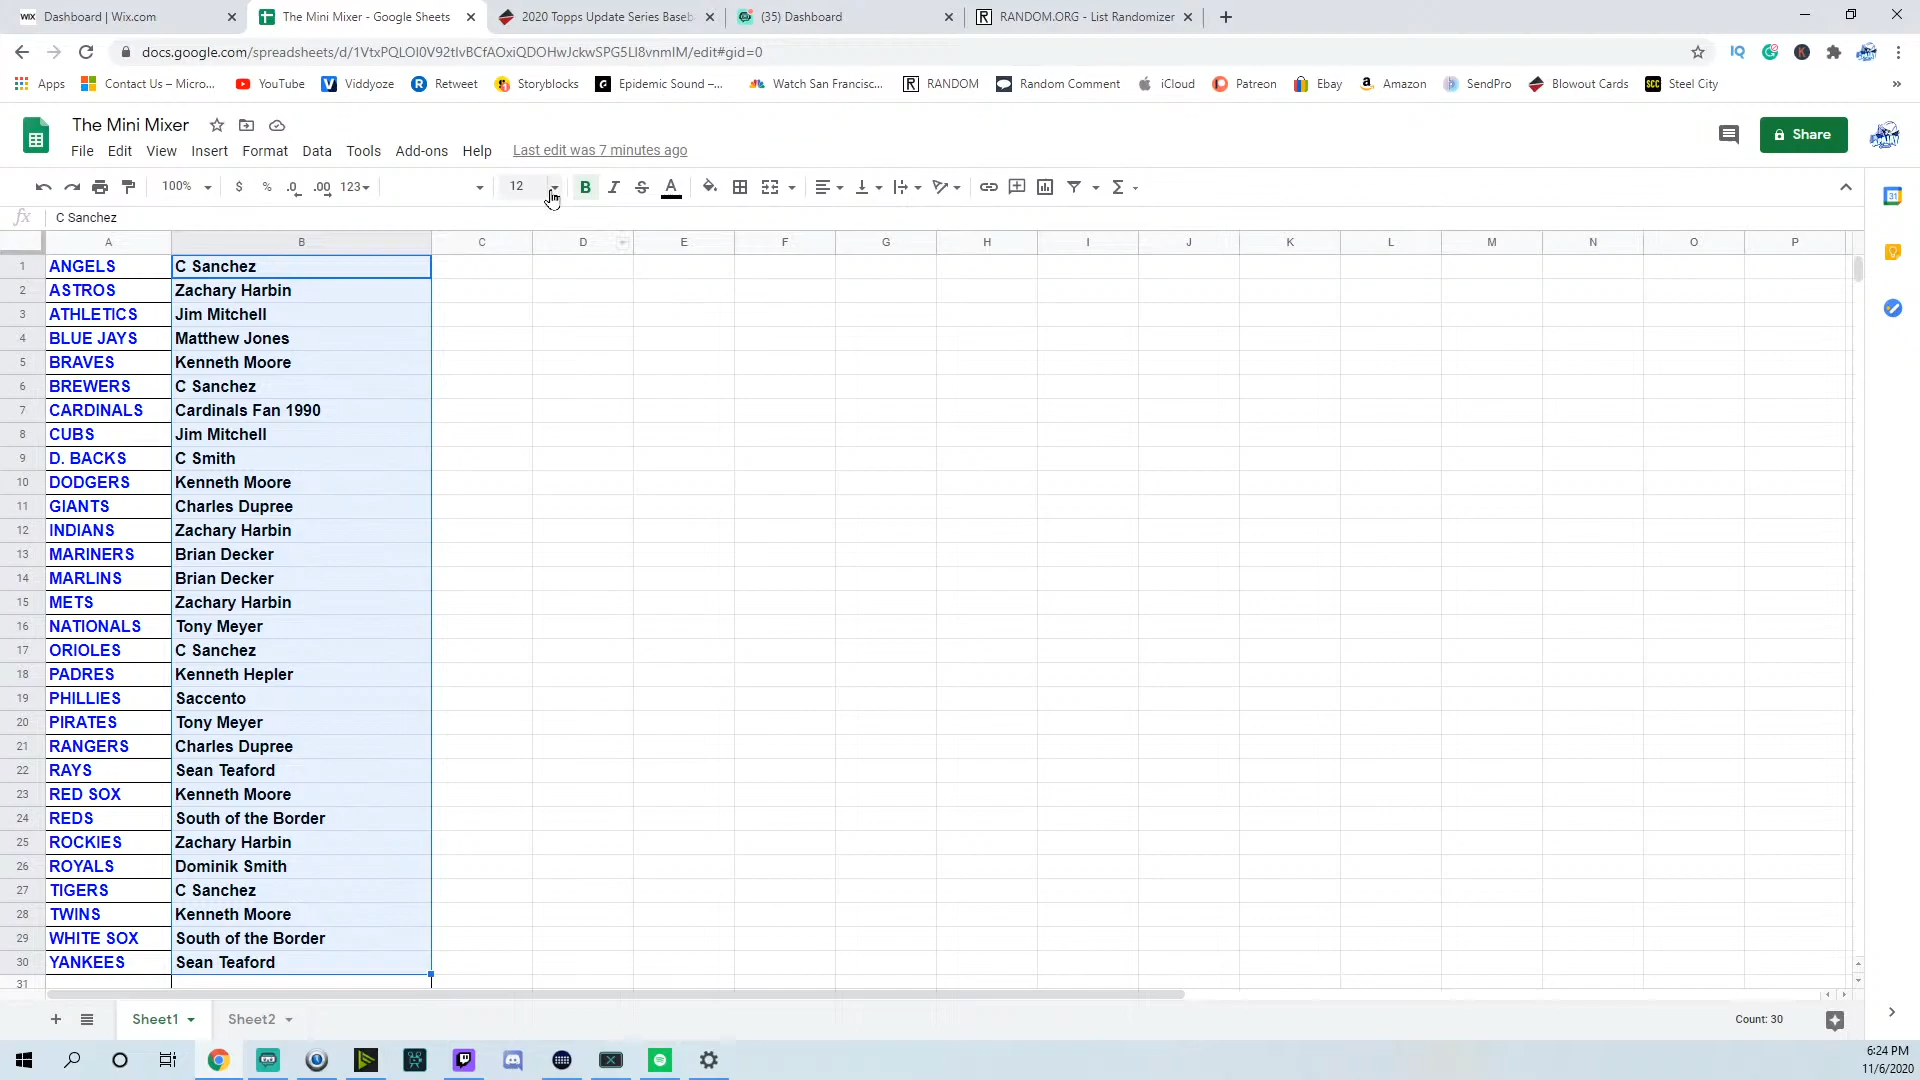 Dashboard | Wix.com
The Mini Mixer - Google Sheets
2020 Topps Update Series Baseb
(35) Dashboard
RANDOM.ORG - List Randomizer
docs.google.com/spreadsheets/d/1VtxPQLOI0V92tIvBCfAOxiQDOHwJckwSPG5LI8vnmIM/edit#gid=0
Apps Contact Us – Micro... YouTube Viddyoze Retweet Storyblocks Epidemic Sound –... Watch San Francisc... RANDOM Random Comment iCloud Patreon Ebay Amazon SendPro Blowout Cards Steel City
The Mini Mixer
Share
File Edit View Insert Format Data Tools Add-ons Help Last edit was 7 minutes ago
100% $ % .0 .00 123 12 B I S A
fx C Sanchez
A B C D E F G H I J K L M N O P
1 ANGELS C Sanchez
2 ASTROS Zachary Harbin
3 ATHLETICS Jim Mitchell
4 BLUE JAYS Matthew Jones
5 BRAVES Kenneth Moore
6 BREWERS C Sanchez
7 CARDINALS Cardinals Fan 1990
8 CUBS Jim Mitchell
9 D. BACKS C Smith
10 DODGERS Kenneth Moore
11 GIANTS Charles Dupree
12 INDIANS Zachary Harbin
13 MARINERS Brian Decker
14 MARLINS Brian Decker
15 METS Zachary Harbin
16 NATIONALS Tony Meyer
17 ORIOLES C Sanchez
18 PADRES Kenneth Hepler
19 PHILLIES Saccento
20 PIRATES Tony Meyer
21 RANGERS Charles Dupree
22 RAYS Sean Teaford
23 RED SOX Kenneth Moore
24 REDS South of the Border
25 ROCKIES Zachary Harbin
26 ROYALS Dominik Smith
27 TIGERS C Sanchez
28 TWINS Kenneth Moore
29 WHITE SOX South of the Border
30 YANKEES Sean Teaford
31
Sheet1 Sheet2 Count: 30
6:24 PM
11/6/2020